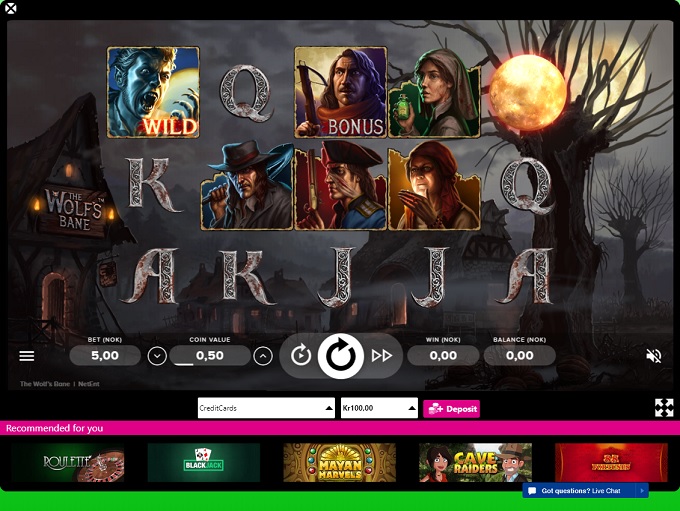 WILD
Q
BONUS
K
Q
THE
WOLF'S™
BANE
A
K
J
J
A
BET (NOK)
5,00
COIN VALUE
0,50
WIN (NOK)
0,00
BALANCE (NOK)
0,00
The Wolf's Bane | NetEnt
CreditCards
Kr100.00
Deposit
Recommended for you
ROULETTE
BLACKJACK
MAYAN
MARVELS
CAVE
RAIDERS
Got questions? Live Chat